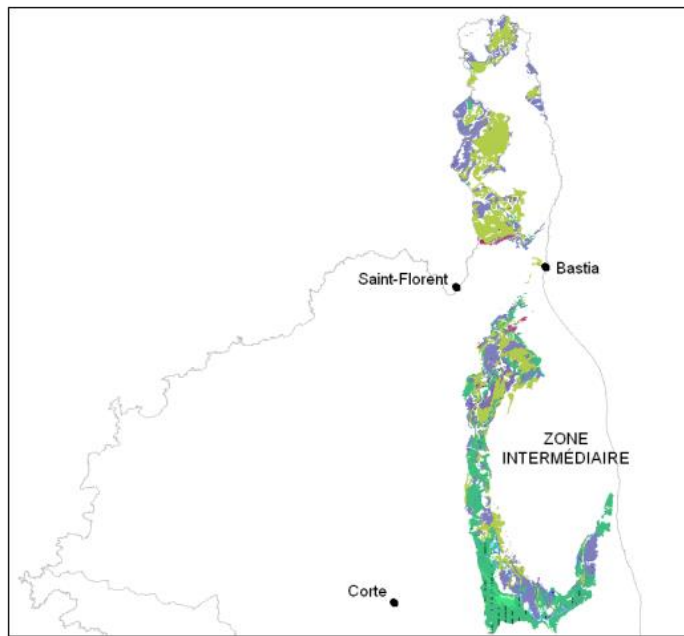 Bastia
Saint-Florent
ZONE
INTERMÉDIAIRE
Corte